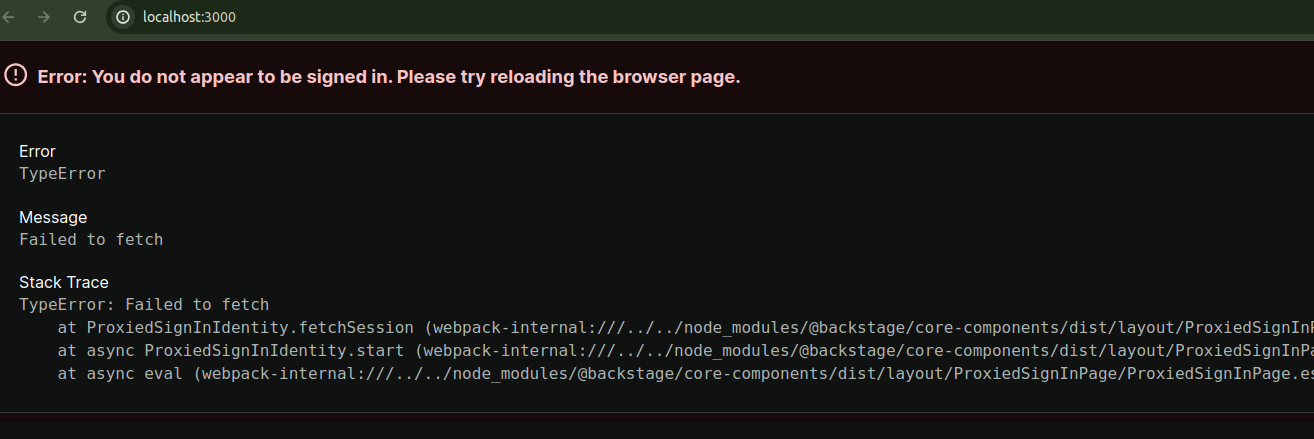 localhost:3000
Error: You do not appear to be signed in. Please try reloading the browser page.
Error
TypeError
Message
Failed to fetch
Stack Trace
TypeError: Failed to fetch
at ProxiedSignInIdentity.fetchSession (webpack-internal:///../../node_modules/@backstage/core-components/dist/layout/ProxiedSignInP
at async ProxiedSignInIdentity.start (webpack-internal:///../../node_modules/@backstage/core-components/dist/layout/ProxiedSignInPa
at async eval (webpack-internal:///../../node_modules/@backstage/core-components/dist/layout/ProxiedSignInPage/ProxiedSignInPage.es